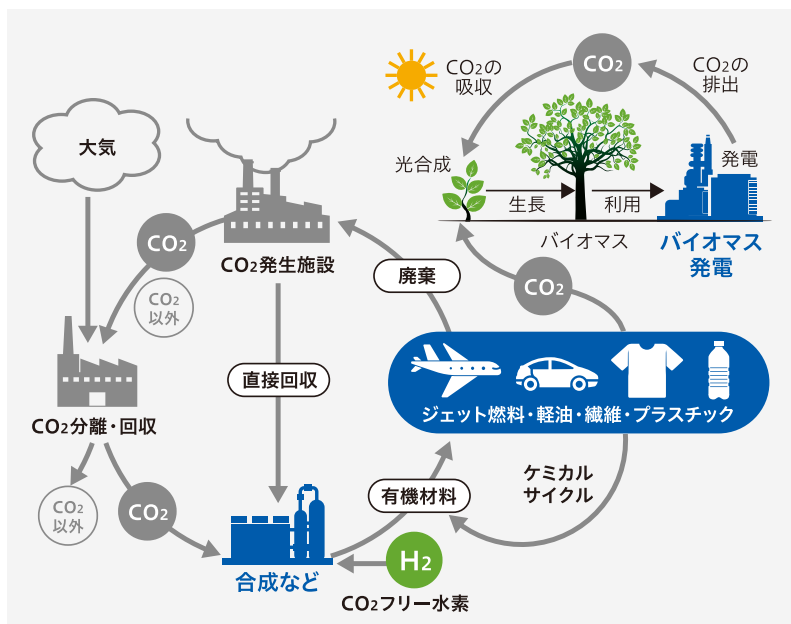 CO2の
吸収
CO2
CO2の
排出
大気
光合成
発電
生長
利用
バイオマス
バイオマス
発電
CO2
CO2発生施設
廃棄
CO2
CO2
以外
直接回収
ジェット燃料・軽油・繊維・プラスチック
CO2分離・回収
ケミカル
サイクル
有機材料
CO2
以外
CO2
H2
合成など
CO2フリー水素